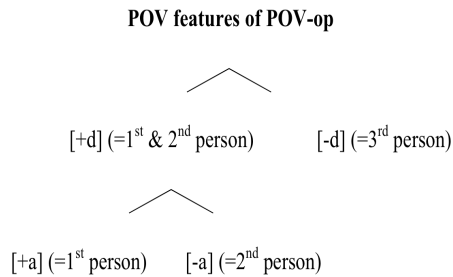 POV features of POV-op
[+d] (=1st & 2nd person) [-d] (=3rd person)
[+a] (=1st person) [-a] (=2nd person)